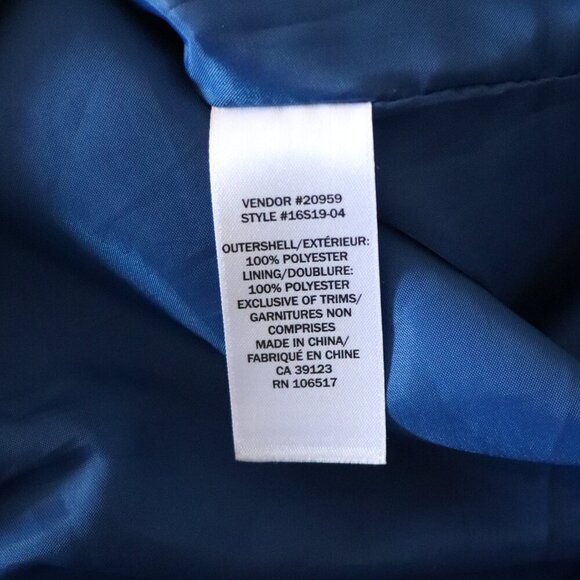 VENDOR #20959
STYLE #16S19-04
OUTERSHELL/EXTÉRIEUR:
100% POLYESTER
LINING/DOUBLURE:
100% POLYESTER
EXCLUSIVE OF TRIMS/
GARNITURES NON
COMPRISES
MADE IN CHINA/
FABRIQUÉ EN CHINE
CA 39123
RN 106517